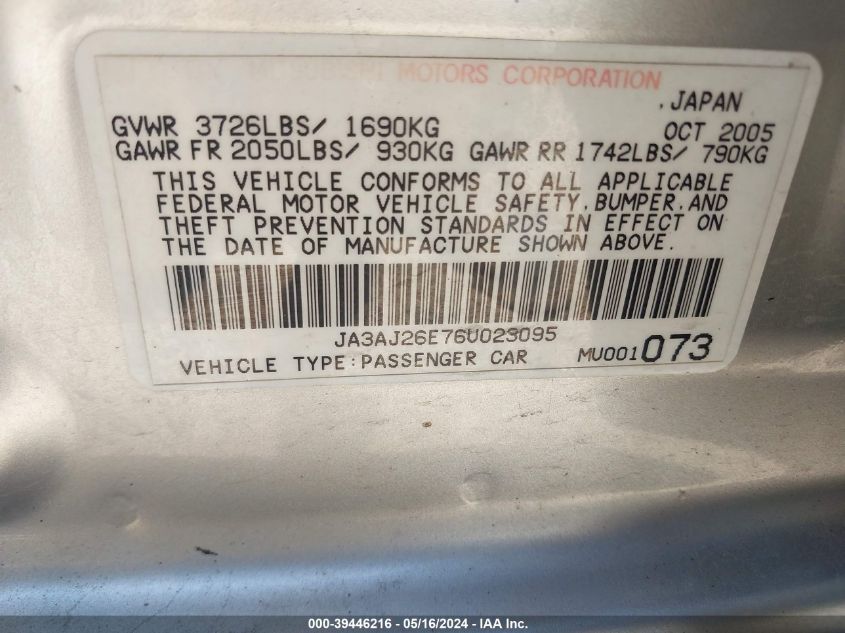 MOTORS CORPORATION
.JAPAN
GVWR 3726LBS/ 1690KG OCT 2005
GAWR FR 2050LBS/ 930KG GAWR RR 1742LBS/ 790KG
THIS VEHICLE CONFORMS TO ALL APPLICABLE
FEDERAL MOTOR VEHICLE SAFETY, BUMPER, AND
THEFT PREVENTION STANDARDS IN EFFECT ON
THE DATE OF MANUFACTURE SHOWN ABOVE.
JA3AJ26E76U023095
VEHICLE TYPE:PASSENGER CAR MU001073
000-39446216 - 05/16/2024 - IAA Inc.